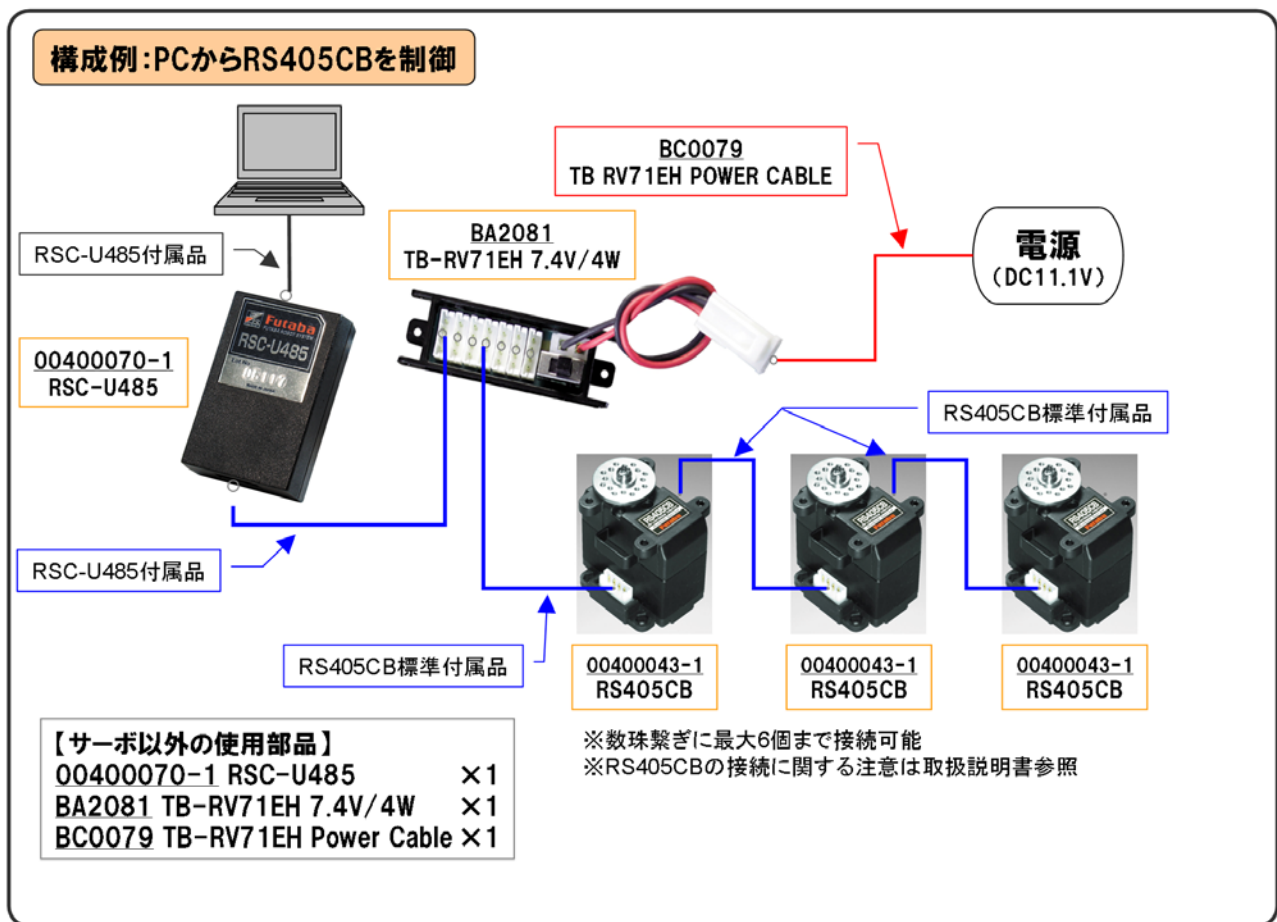 構成例:PCからRS405CBを制御
BC0079
TB RV71EH POWER CABLE
BA2081
TB-RV71EH 7.4V/4W
電源
(DC11.1V)
RSC-U485付属品
Futaba
RSC-U485
00400070-1
RSC-U485
RS405CB標準付属品
RS405CB
Futaba
RS405CB
Futaba
RS405CB
Futaba
RSC-U485付属品
RS405CB標準付属品
00400043-1
RS405CB
00400043-1
RS405CB
00400043-1
RS405CB
※数珠繋ぎに最大6個まで接続可能
※RS405CBの接続に関する注意は取扱説明書参照
【サーボ以外の使用部品】
00400070-1 RSC-U485 ×1
BA2081 TB-RV71EH 7.4V/4W ×1
BC0079 TB-RV71EH Power Cable ×1